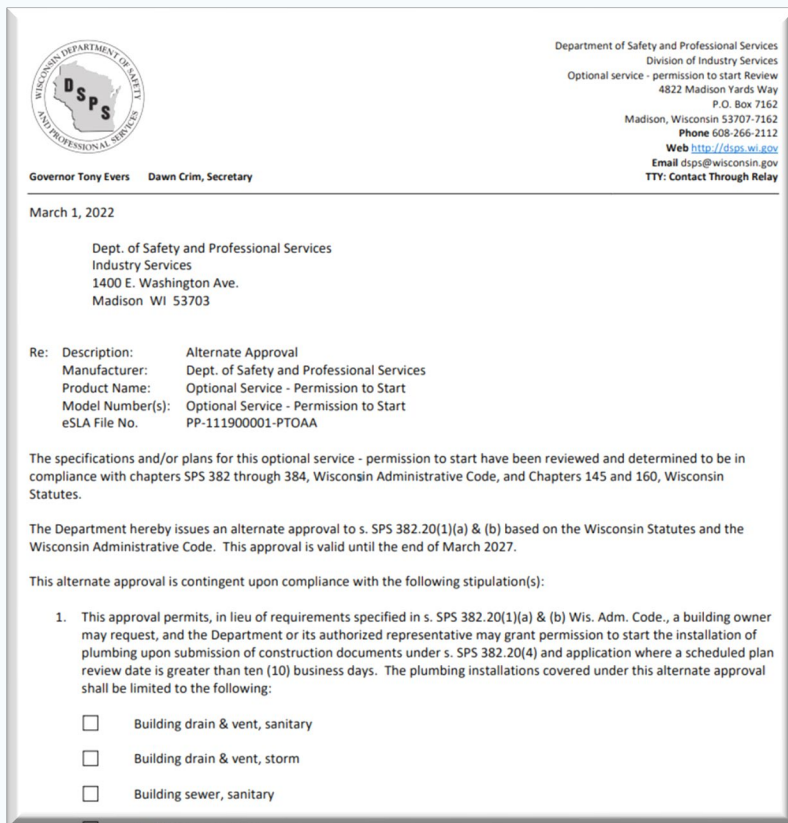 WISCONSIN DEPARTMENT OF SAFETY
AND PROFESSIONAL SERVICES
DSPS
Department of Safety and Professional Services
Division of Industry Services
Optional service - permission to start Review
4822 Madison Yards Way
P.O. Box 7162
Madison, Wisconsin 53707-7162
Phone 608-266-2112
Web http://dsps.wi.gov
Email dsps@wisconsin.gov
TTY: Contact Through Relay
Governor Tony Evers Dawn Crim, Secretary
March 1, 2022
Dept. of Safety and Professional Services
Industry Services
1400 E. Washington Ave.
Madison WI 53703
Re: Description: Alternate Approval
Manufacturer: Dept. of Safety and Professional Services
Product Name: Optional Service - Permission to Start
Model Number(s): Optional Service - Permission to Start
eSLA File No. PP-111900001-PTOAA
The specifications and/or plans for this optional service - permission to start have been reviewed and determined to be in
compliance with chapters SPS 382 through 384, Wisconsin Administrative Code, and Chapters 145 and 160, Wisconsin
Statutes.
The Department hereby issues an alternate approval to s. SPS 382.20(1)(a) & (b) based on the Wisconsin Statutes and the
Wisconsin Administrative Code. This approval is valid until the end of March 2027.
This alternate approval is contingent upon compliance with the following stipulation(s):
1. This approval permits, in lieu of requirements specified in s. SPS 382.20(1)(a) & (b) Wis. Adm. Code., a building owner
may request, and the Department or its authorized representative may grant permission to start the installation of
plumbing upon submission of construction documents under s. SPS 382.20(4) and application where a scheduled plan
review date is greater than ten (10) business days. The plumbing installations covered under this alternate approval
shall be limited to the following:
Building drain & vent, sanitary
Building drain & vent, storm
Building sewer, sanitary